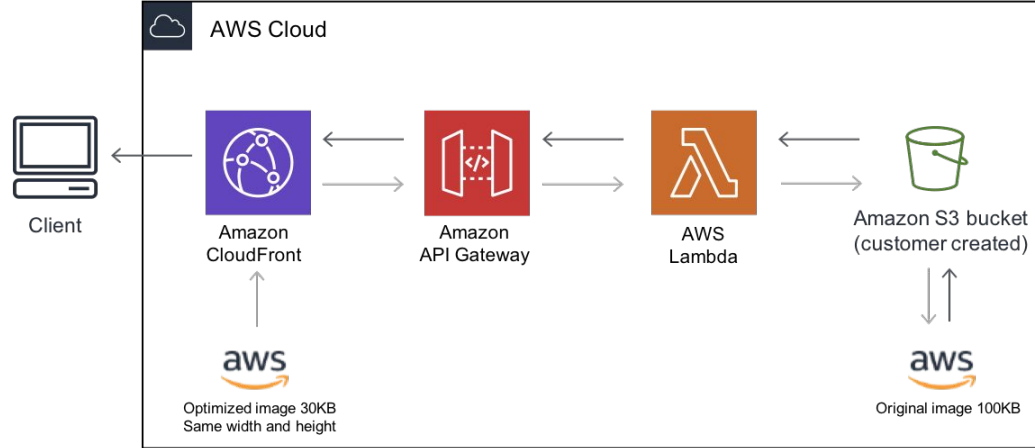 AWS Cloud
</>
Client
Amazon
CloudFront
Amazon
API Gateway
AWS
Lambda
Amazon S3 bucket
(customer created)
aws
Optimized image 30KB
Same width and height
aws
Original image 100KB